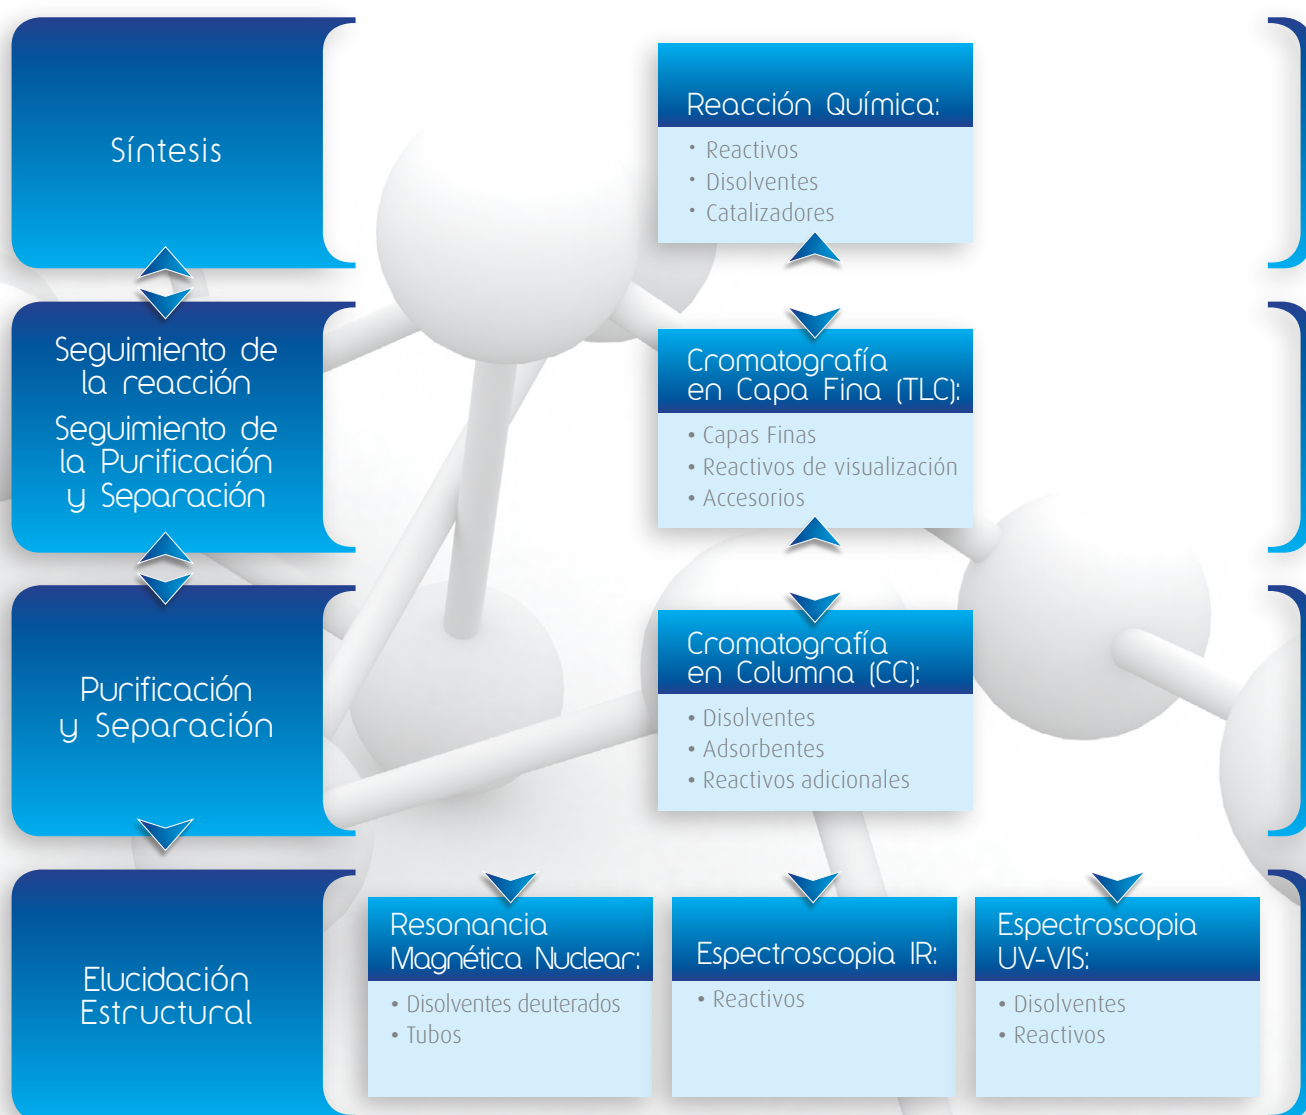 Síntesis
Reacción Química:
• Reactivos
• Disolventes
• Catalizadores
Seguimiento de
la reacción
Seguimiento de
la Purificación
y Separación
Cromatografía
en Capa Fina (TLC):
• Capas Finas
• Reactivos de visualización
• Accesorios
Purificación
y Separación
Cromatografía
en Columna (CC):
• Disolventes
• Adsorbentes
• Reactivos adicionales
Elucidación
Estructural
Resonancia
Magnética Nuclear:
• Disolventes deuterados
• Tubos
Espectroscopia IR:
• Reactivos
Espectroscopia
UV-VIS:
• Disolventes
• Reactivos